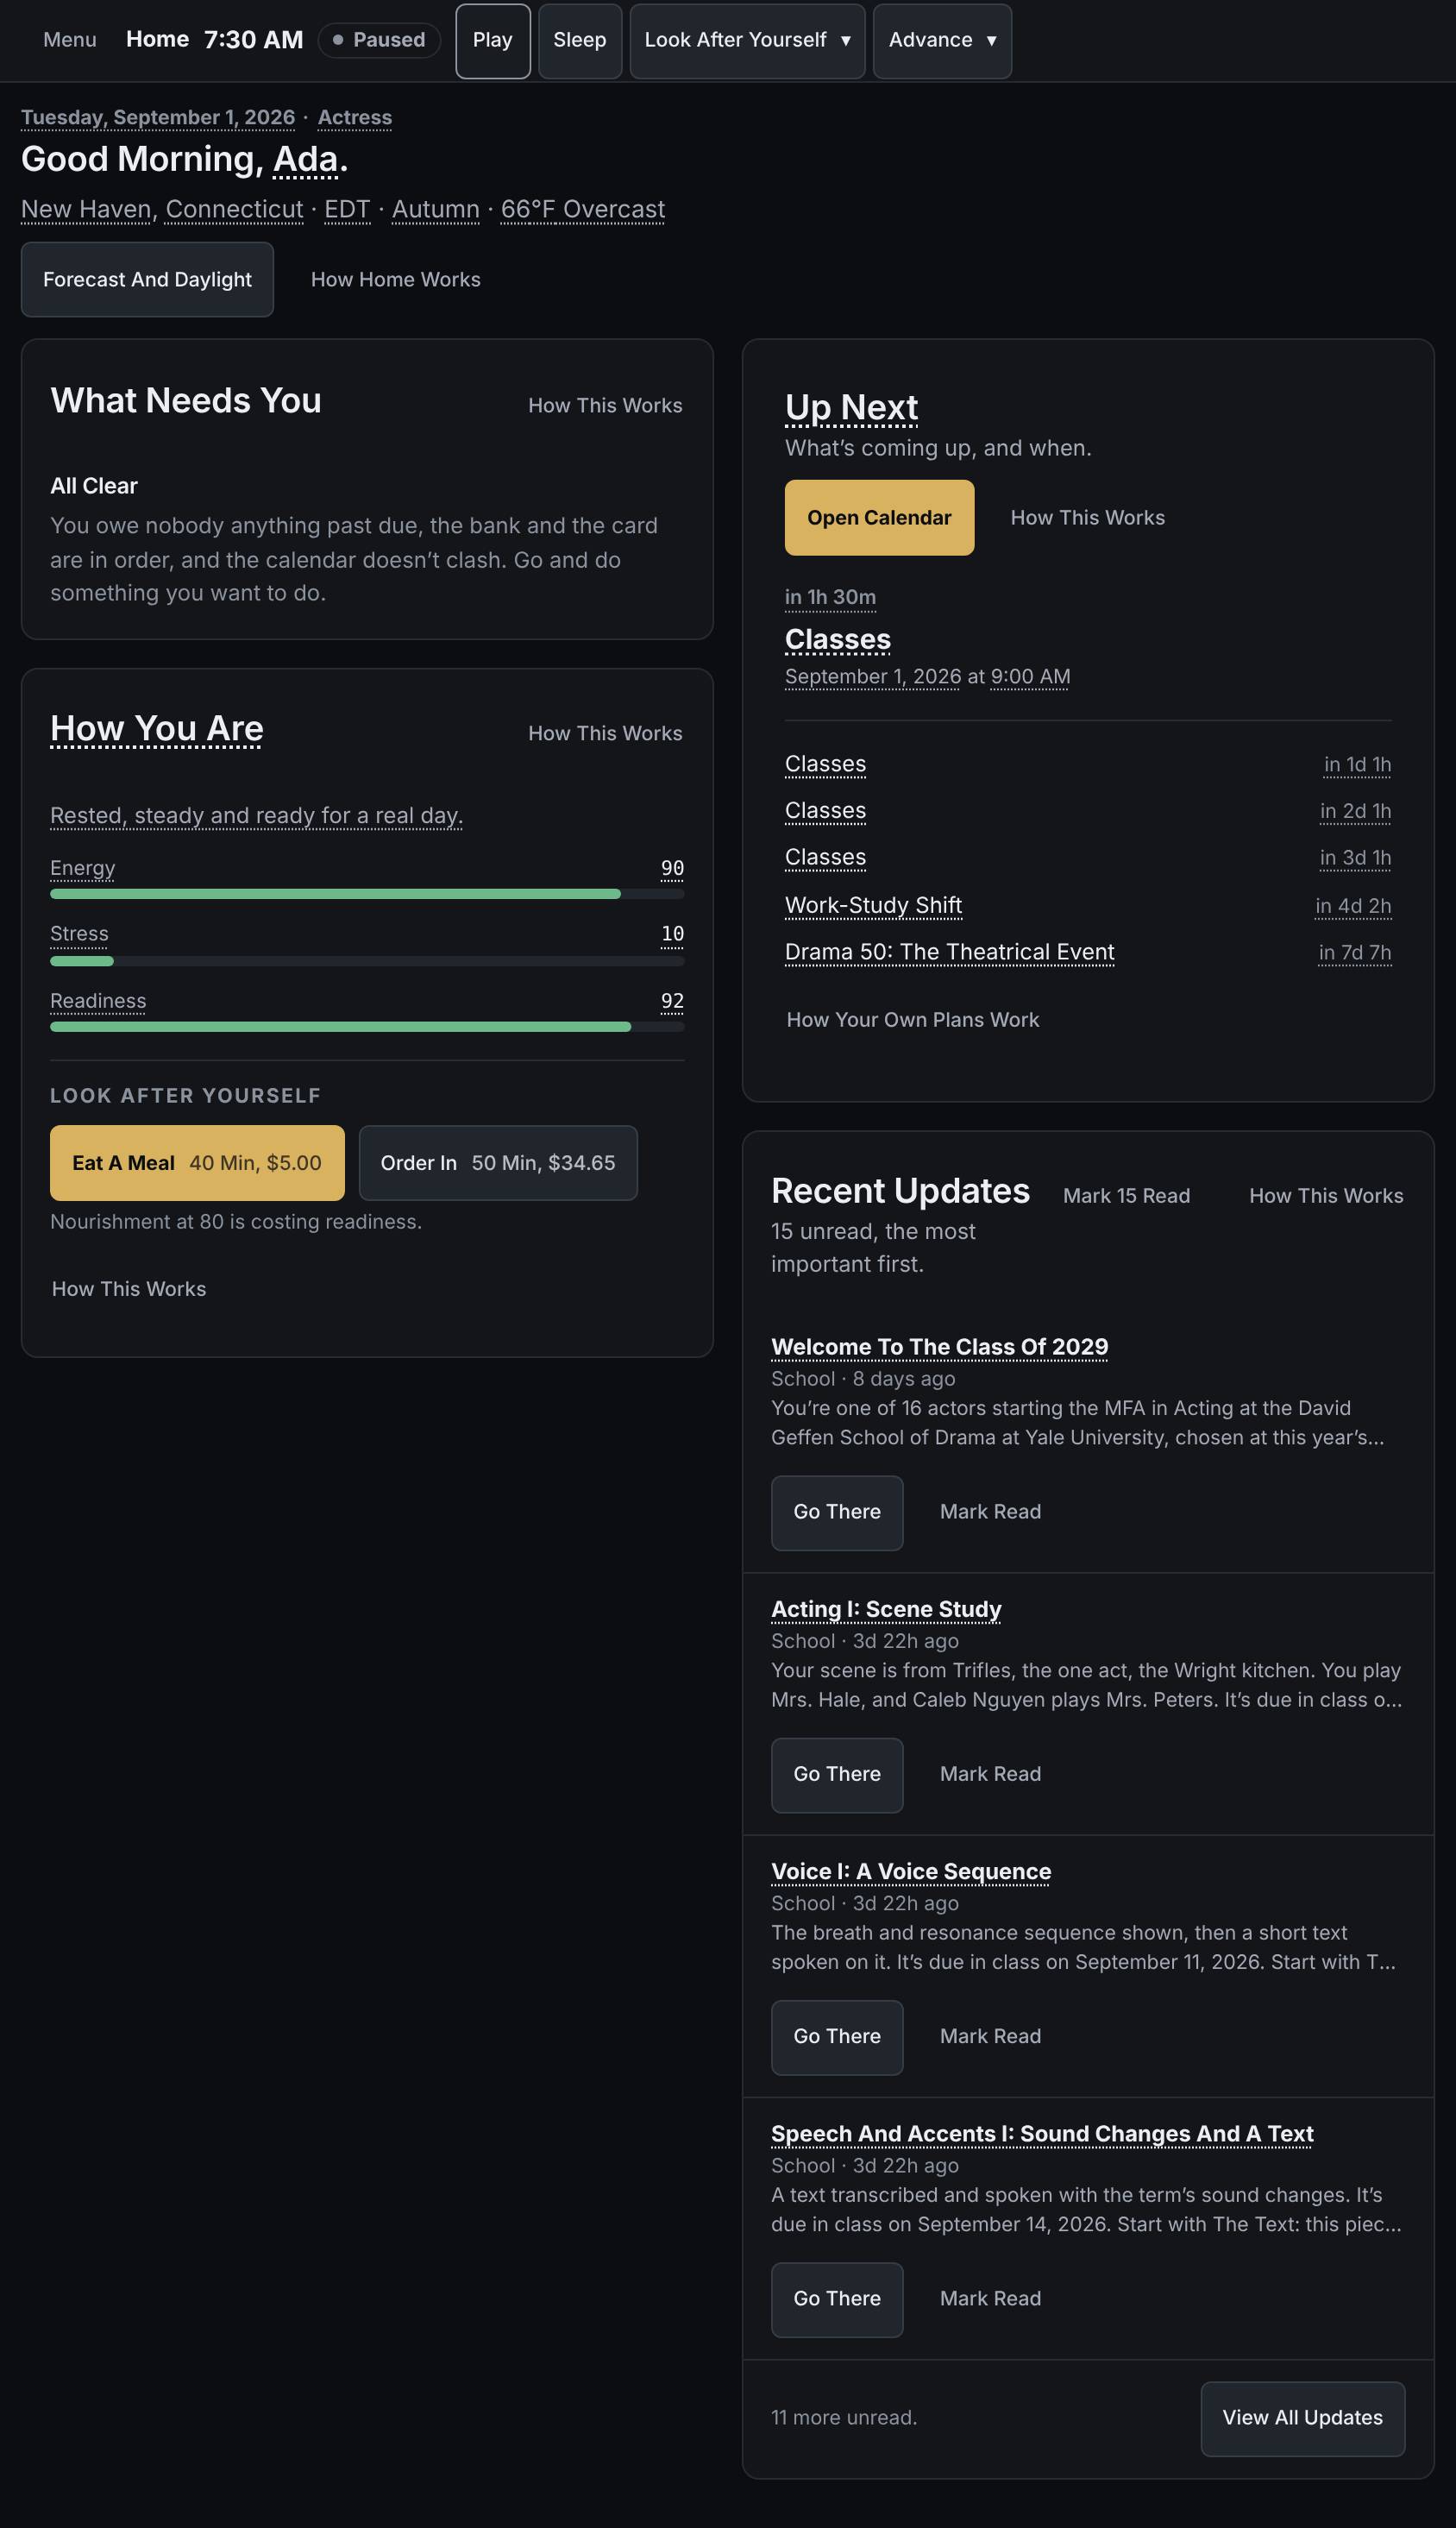 Menu Home 7:30 AM Paused Play Sleep Look After Yourself ▾ Advance ▾
Tuesday, September 1, 2026 · Actress
Good Morning, Ada.
New Haven, Connecticut · EDT · Autumn · 66°F Overcast
Forecast And Daylight How Home Works
What Needs You How This Works
All Clear
You owe nobody anything past due, the bank and the card
are in order, and the calendar doesn’t clash. Go and do
something you want to do.
How You Are How This Works
Rested, steady and ready for a real day.
Energy 90
Stress 10
Readiness 92
LOOK AFTER YOURSELF
Eat A Meal 40 Min, $5.00 Order In 50 Min, $34.65
Nourishment at 80 is costing readiness.
How This Works
Up Next
What’s coming up, and when.
Open Calendar How This Works
in 1h 30m
Classes
September 1, 2026 at 9:00 AM
Classes in 1d 1h
Classes in 2d 1h
Classes in 3d 1h
Work-Study Shift in 4d 2h
Drama 50: The Theatrical Event in 7d 7h
How Your Own Plans Work
Recent Updates Mark 15 Read How This Works
15 unread, the most
important first.
Welcome To The Class Of 2029
School · 8 days ago
You’re one of 16 actors starting the MFA in Acting at the David
Geffen School of Drama at Yale University, chosen at this year’s...
Go There Mark Read
Acting I: Scene Study
School · 3d 22h ago
Your scene is from Trifles, the one act, the Wright kitchen. You play
Mrs. Hale, and Caleb Nguyen plays Mrs. Peters. It’s due in class o...
Go There Mark Read
Voice I: A Voice Sequence
School · 3d 22h ago
The breath and resonance sequence shown, then a short text
spoken on it. It’s due in class on September 11, 2026. Start with T...
Go There Mark Read
Speech And Accents I: Sound Changes And A Text
School · 3d 22h ago
A text transcribed and spoken with the term’s sound changes. It’s
due in class on September 14, 2026. Start with The Text: this piec...
Go There Mark Read
11 more unread. View All Updates